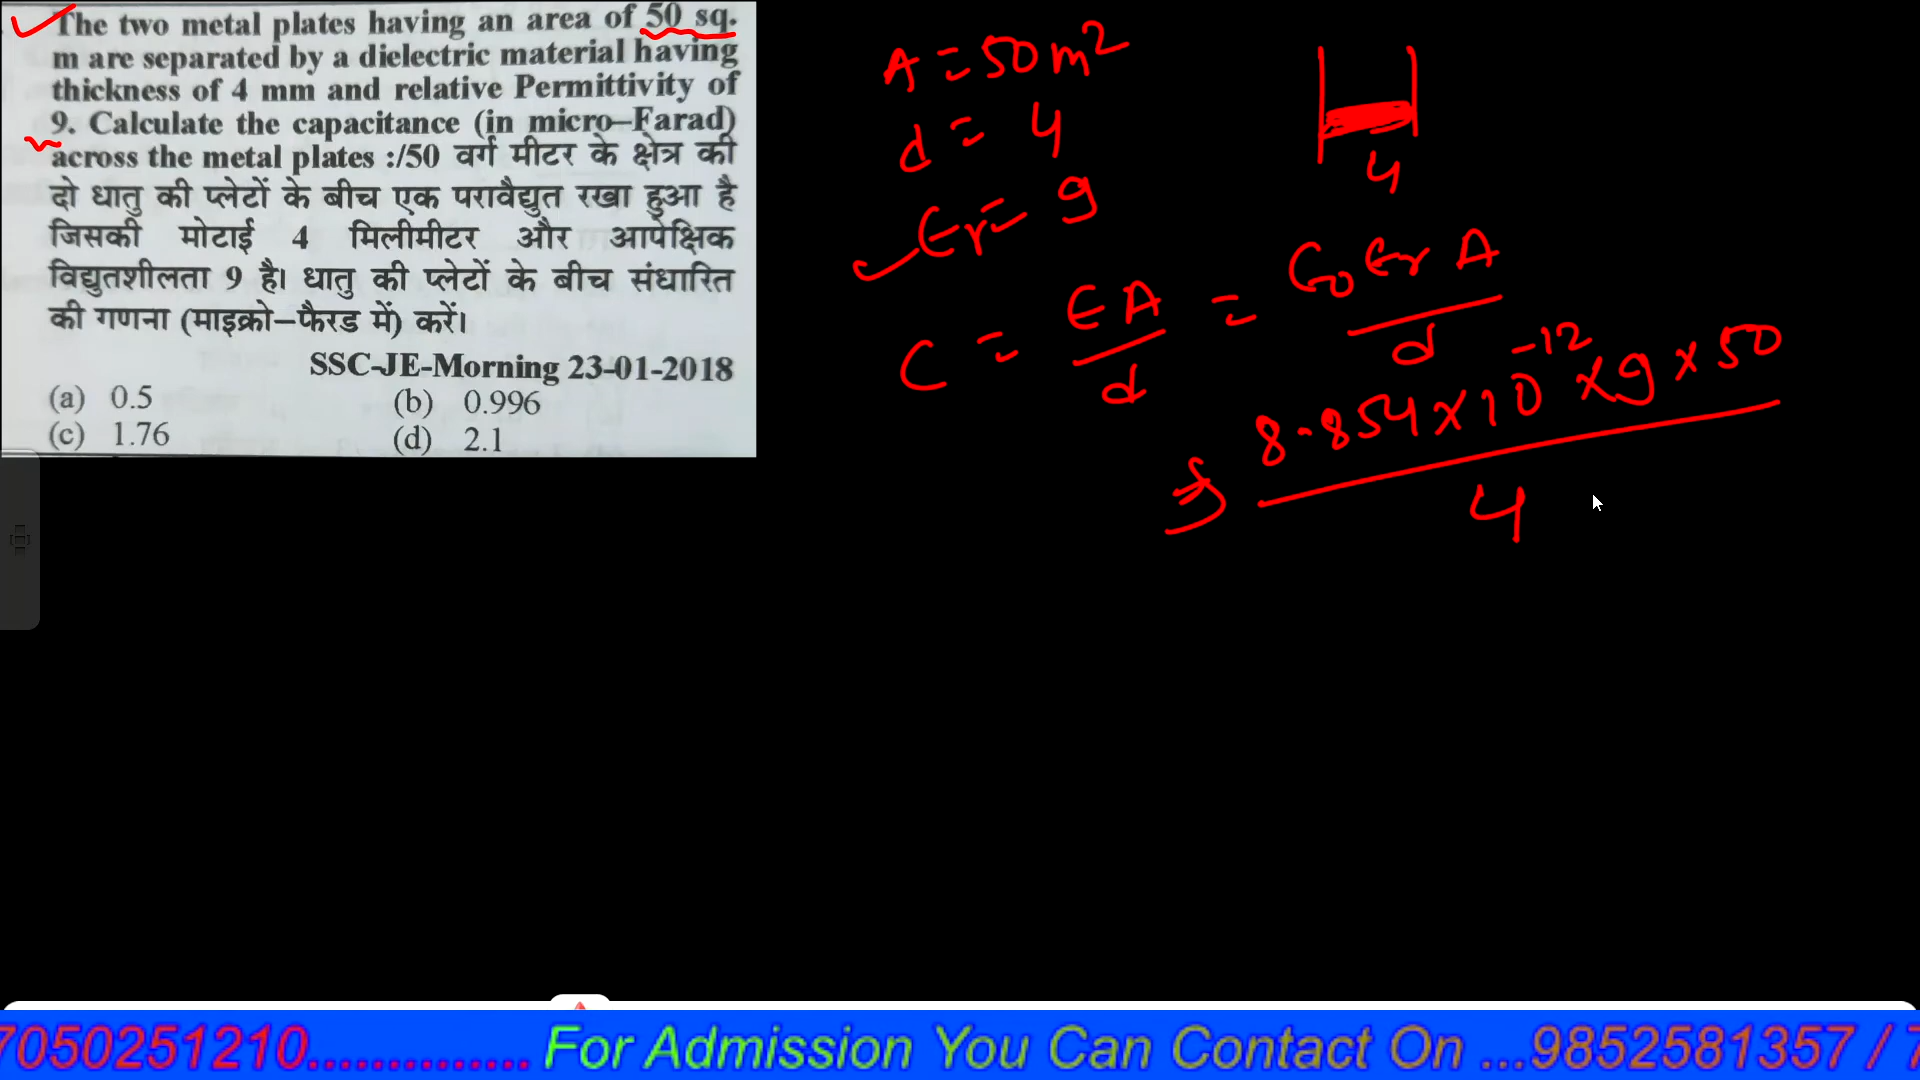 The two metal plates having an area of 50 sq.
m are separated by a dielectric material having
thickness of 4 mm and relative Permittivity of
9. Calculate the capacitance (in micro–Farad)
across the metal plates :/50 वर्ग मीटर के क्षेत्र की
दो धातु की प्लेटों के बीच एक परावैद्युत रखा हुआ है
जिसकी मोटाई 4 मिलीमीटर और आपेक्षिक
विद्युतशीलता 9 है। धातु की प्लेटों के बीच संधारित
की गणना (माइक्रो–फैरड में) करें।
SSC-JE-Morning 23-01-2018
(a) 0.5 (b) 0.996
(c) 1.76 (d) 2.1
A = 50 m²
d = 4
4
Er = 9
C = EA/d = E₀ Er A/d
⇒ 8.854 × 10⁻¹² × 9 × 50 / 4
7050251210.............. For Admission You Can Contact On ...9852581357 / 7